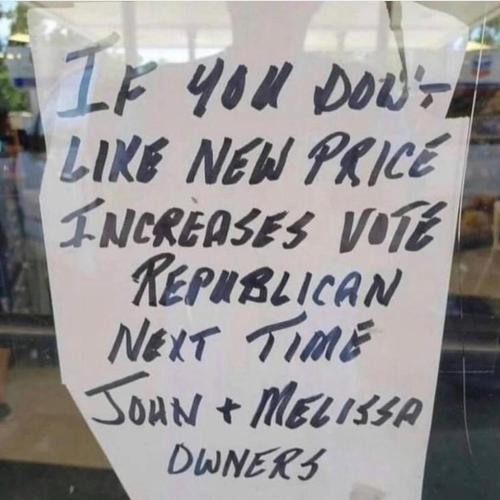 IF YOU DON'T
LIKE NEW PRICE
INCREASES VOTE
REPUBLICAN
NEXT TIME
JOHN + MELISSA
OWNERS